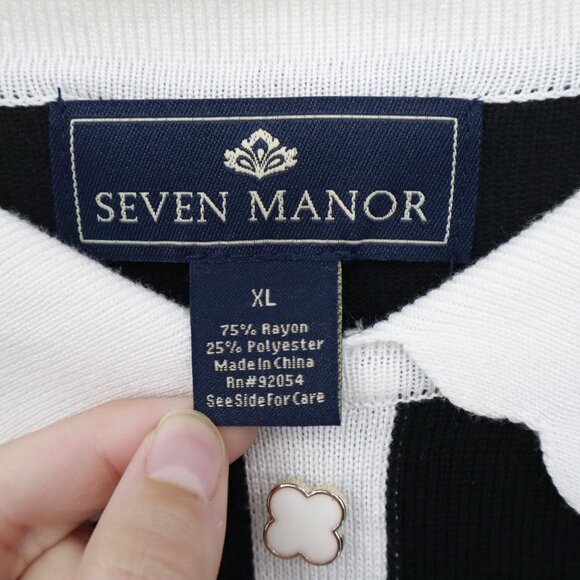 SEVEN MANOR
XL
75% Rayon
25% Polyester
Made In China
Rn#92054
See Side For Care